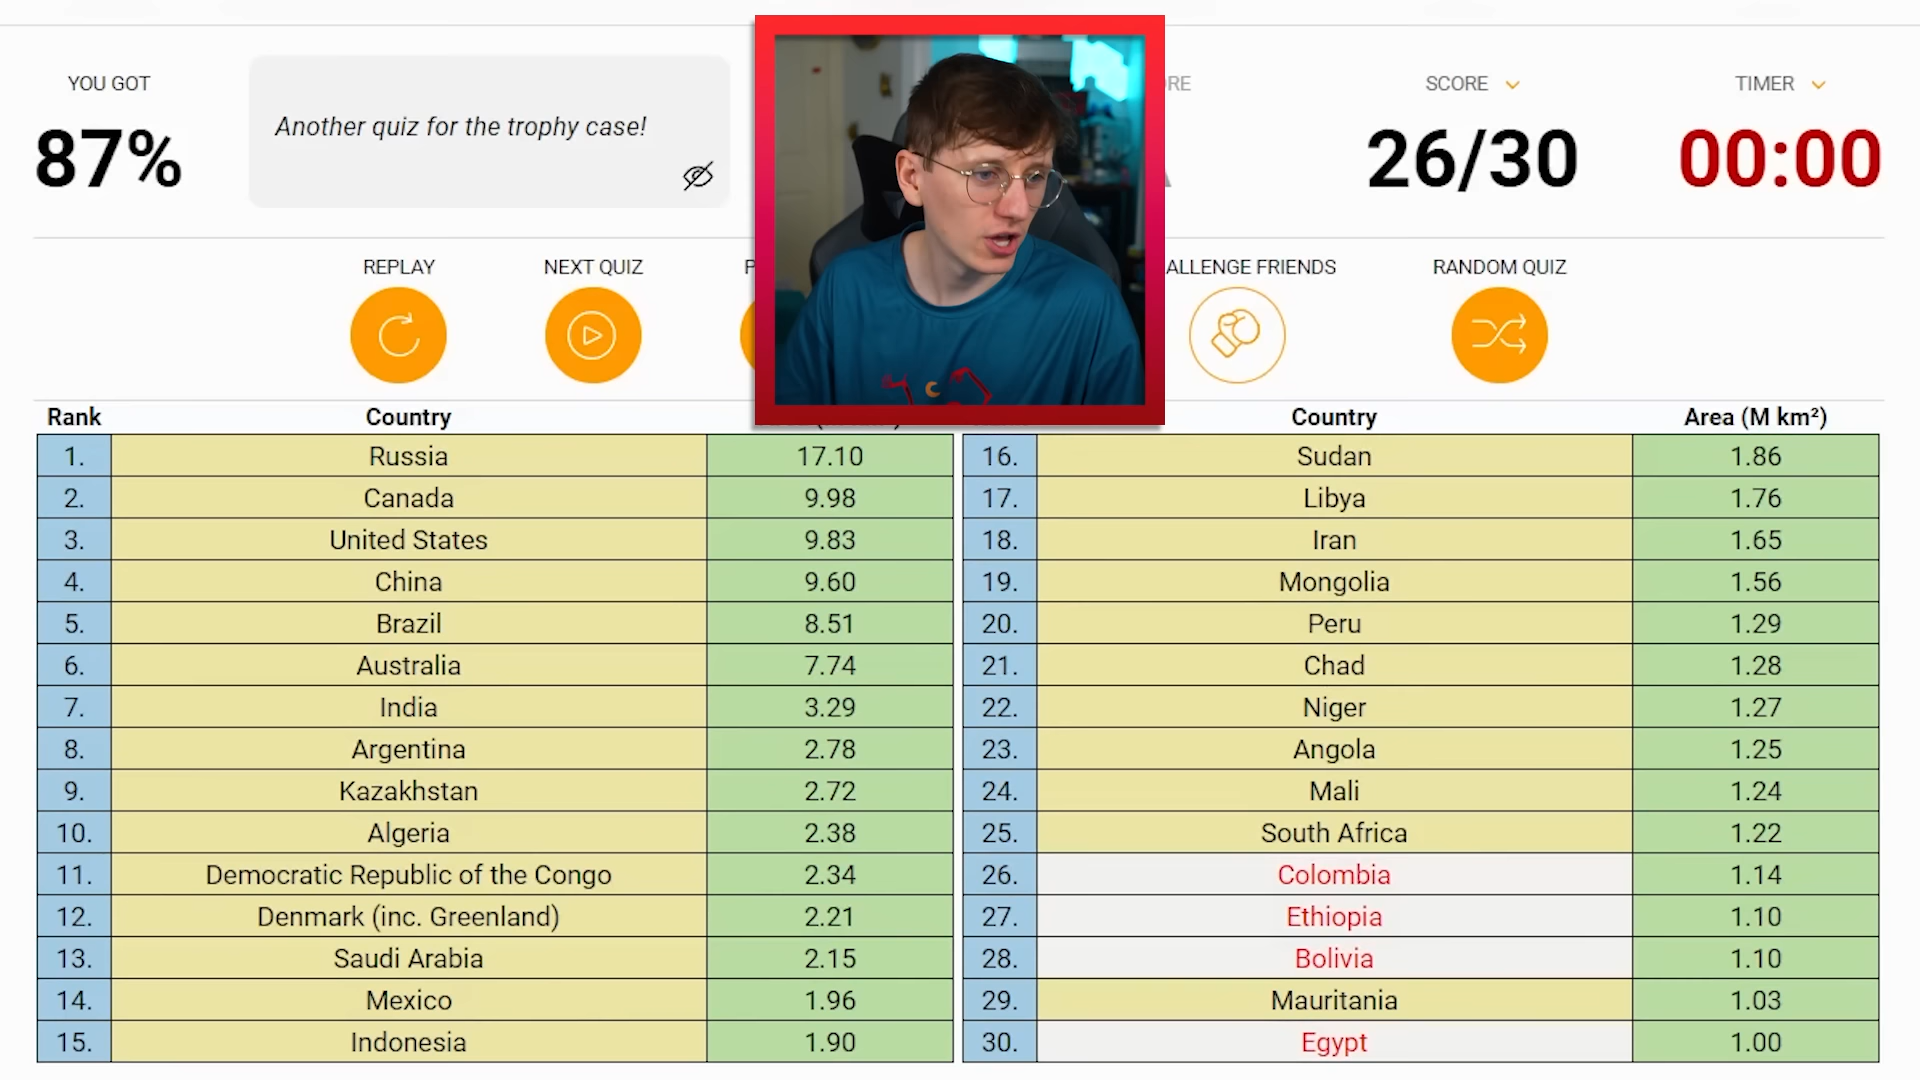 YOU GOT
87%
Another quiz for the trophy case!
SCORE
26/30
TIMER
00:00
REPLAY
NEXT QUIZ
ALLENGE FRIENDS
RANDOM QUIZ
Rank Country
1. Russia 17.10
2. Canada 9.98
3. United States 9.83
4. China 9.60
5. Brazil 8.51
6. Australia 7.74
7. India 3.29
8. Argentina 2.78
9. Kazakhstan 2.72
10. Algeria 2.38
11. Democratic Republic of the Congo 2.34
12. Denmark (inc. Greenland) 2.21
13. Saudi Arabia 2.15
14. Mexico 1.96
15. Indonesia 1.90
Country Area (M km²)
16. Sudan 1.86
17. Libya 1.76
18. Iran 1.65
19. Mongolia 1.56
20. Peru 1.29
21. Chad 1.28
22. Niger 1.27
23. Angola 1.25
24. Mali 1.24
25. South Africa 1.22
26. Colombia 1.14
27. Ethiopia 1.10
28. Bolivia 1.10
29. Mauritania 1.03
30. Egypt 1.00